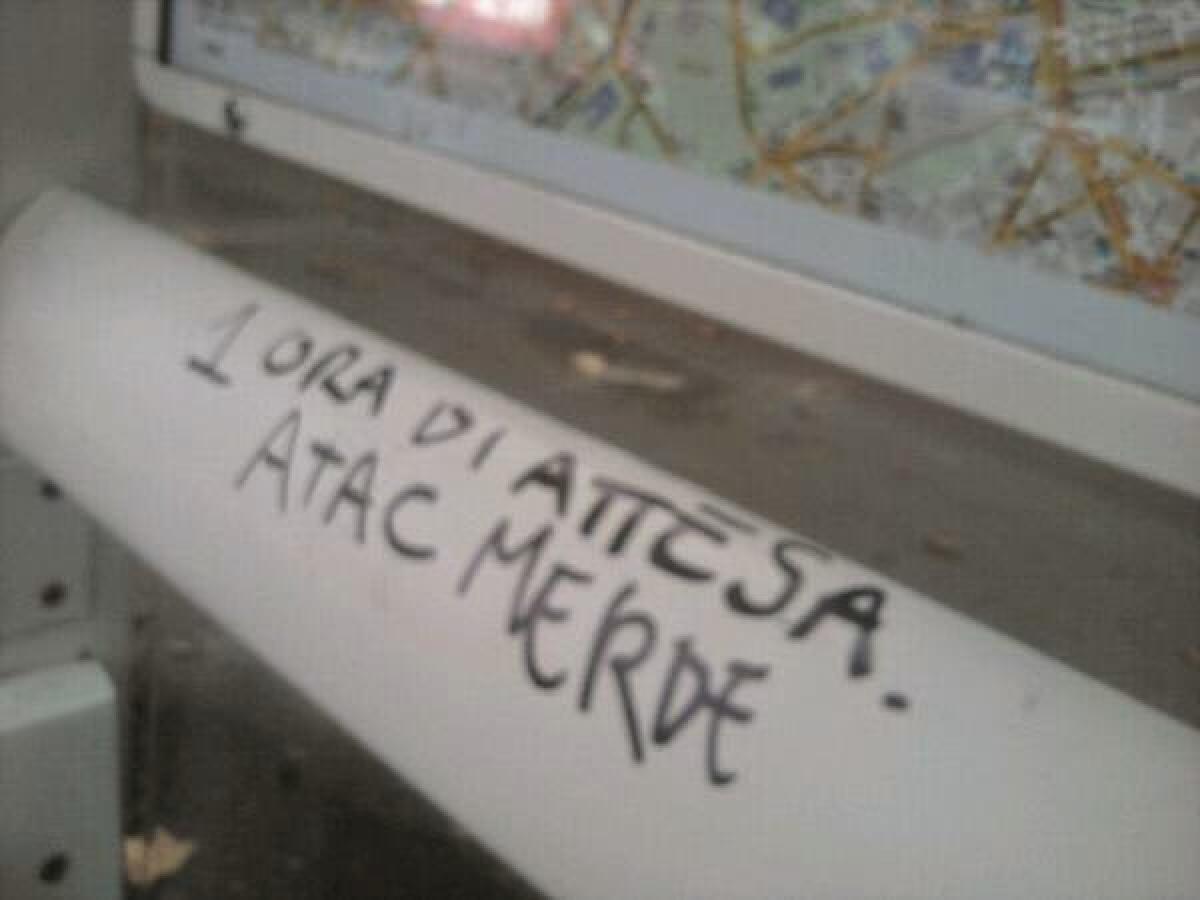 1 ORA DI ATTESA.
ATAC MERDE